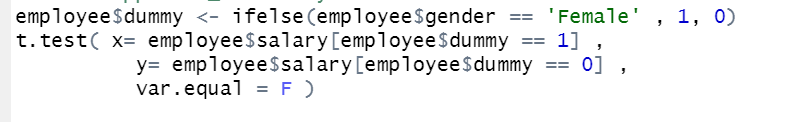 employee$dummy <- ifelse(employee$gender == 'Female' , 1, 0)
t.test( x= employee$salary[employee$dummy == 1] ,
y= employee$salary[employee$dummy == 0] ,
var.equal = F )